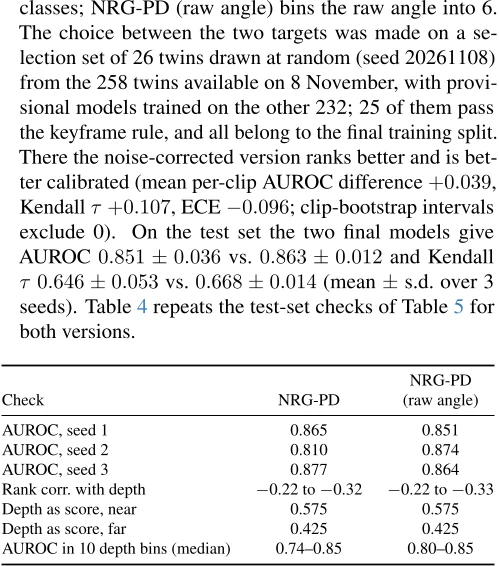 classes; NRG-PD (raw angle) bins the raw angle into 6.
The choice between the two targets was made on a se-
lection set of 26 twins drawn at random (seed 20261108)
from the 258 twins available on 8 November, with provi-
sional models trained on the other 232; 25 of them pass
the keyframe rule, and all belong to the final training split.
There the noise-corrected version ranks better and is bet-
ter calibrated (mean per-clip AUROC difference +0.039,
Kendall τ +0.107, ECE −0.096; clip-bootstrap intervals
exclude 0). On the test set the two final models give
AUROC 0.851 ± 0.036 vs. 0.863 ± 0.012 and Kendall
τ 0.646 ± 0.053 vs. 0.668 ± 0.014 (mean ± s.d. over 3
seeds). Table 4 repeats the test-set checks of Table 5 for
both versions.
NRG-PD
Check NRG-PD (raw angle)
AUROC, seed 1 0.865 0.851
AUROC, seed 2 0.810 0.874
AUROC, seed 3 0.877 0.864
Rank corr. with depth −0.22 to −0.32 −0.22 to −0.33
Depth as score, near 0.575 0.575
Depth as score, far 0.425 0.425
AUROC in 10 depth bins (median) 0.74–0.85 0.80–0.85